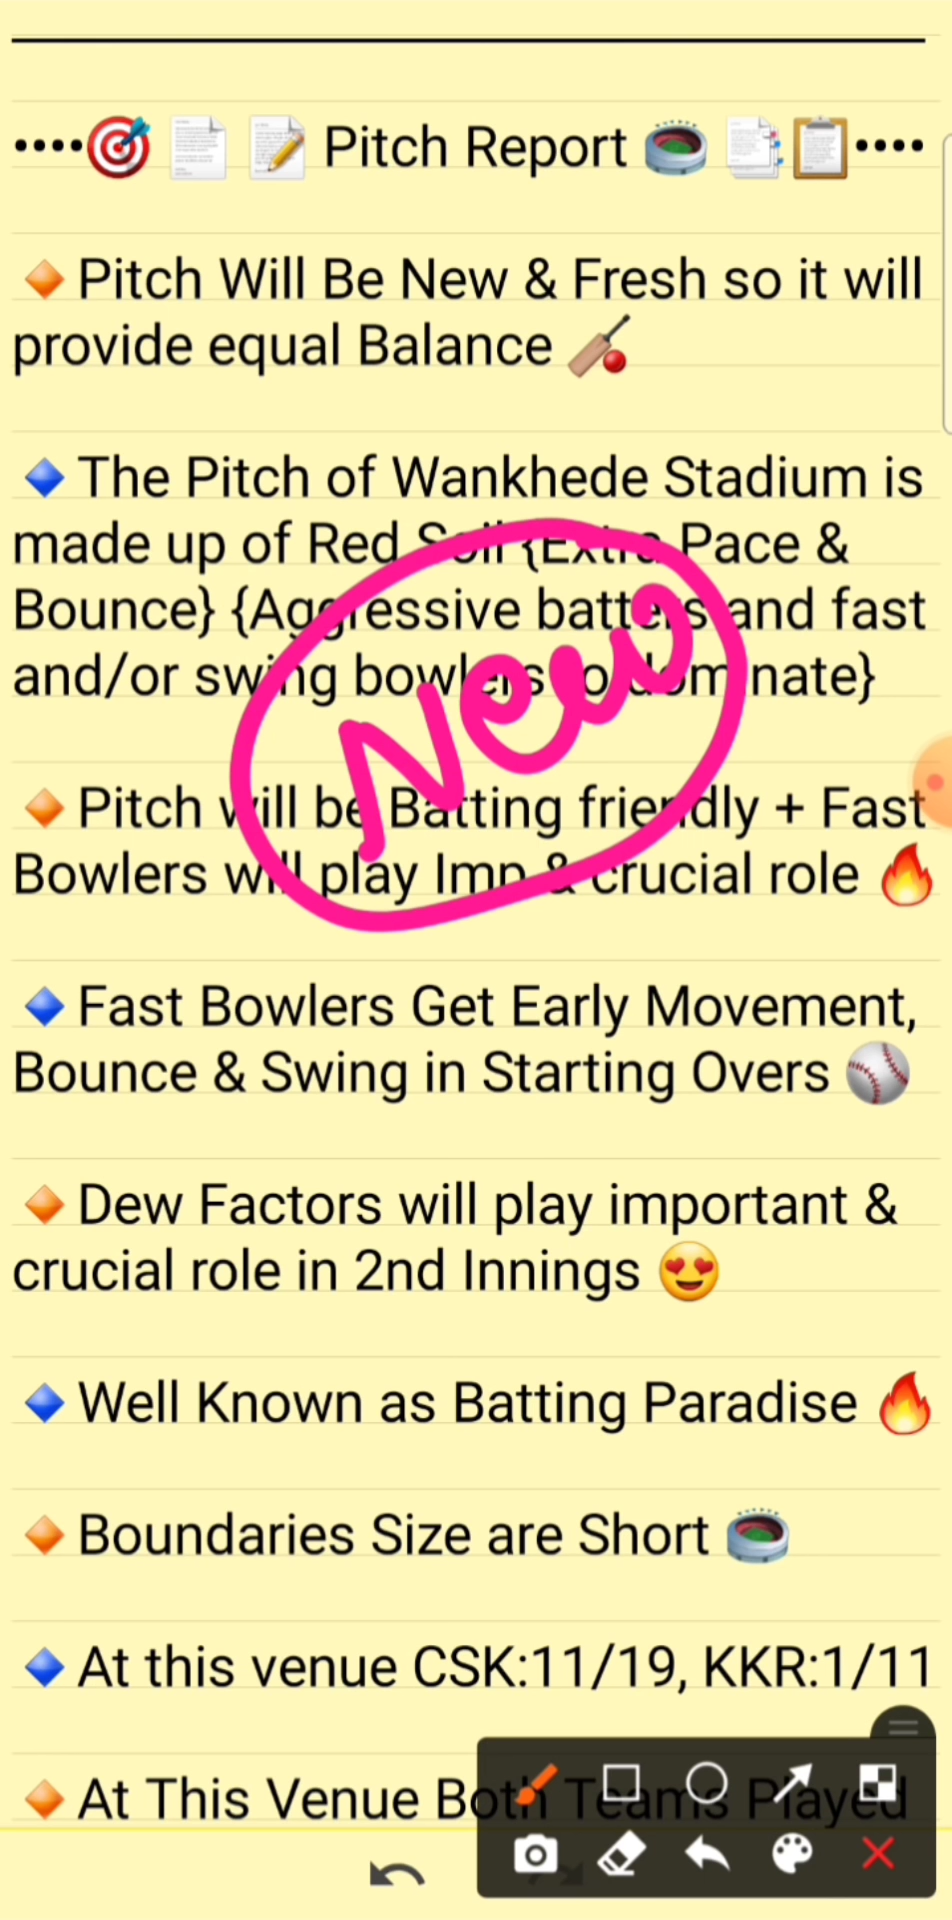 Pitch Report
Pitch Will Be New & Fresh so it will
provide equal Balance
The Pitch of Wankhede Stadium is
made up of Red Soil {Extra Pace &
Bounce} {Aggressive batters and fast
and/or swing bowlers to dominate}
New
Pitch will be Batting friendly + Fast
Bowlers will play Imp & crucial role
Fast Bowlers Get Early Movement,
Bounce & Swing in Starting Overs
Dew Factors will play important &
crucial role in 2nd Innings
Well Known as Batting Paradise
Boundaries Size are Short
At this venue CSK:11/19, KKR:1/11
At This Venue Both Teams Played